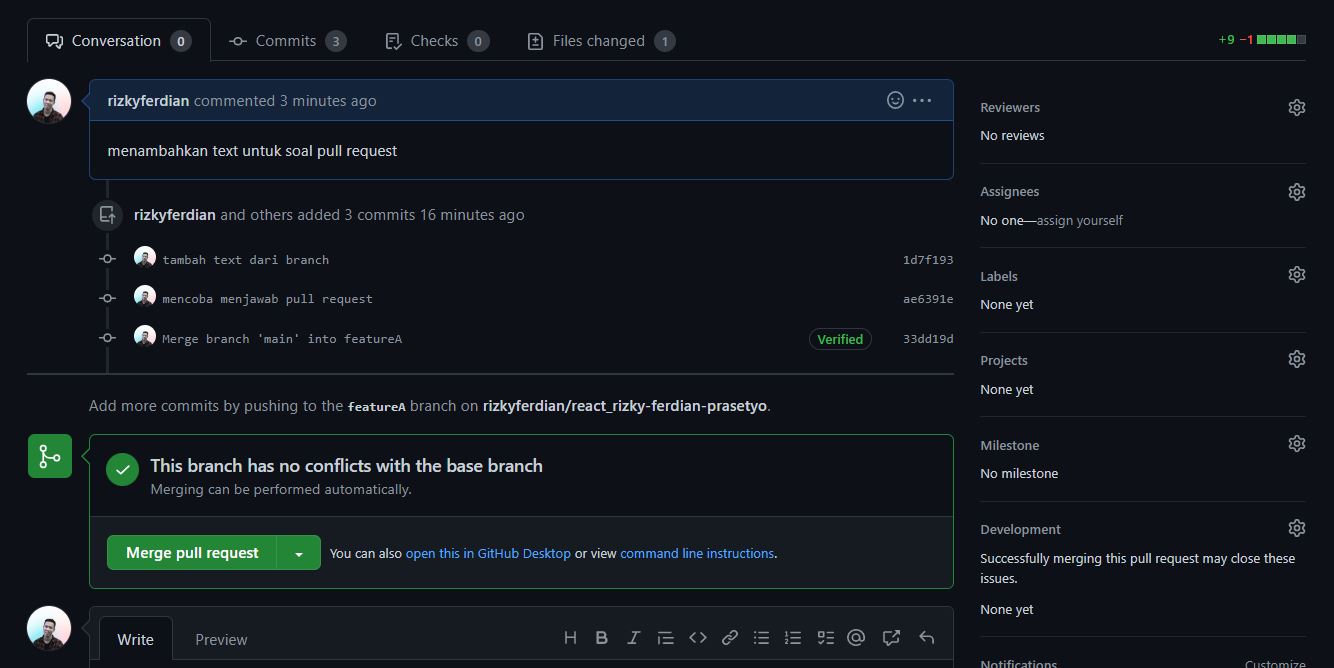 Conversation 0 Commits 3 Checks 0 Files changed 1 +9 −1
rizkyferdian commented 3 minutes ago
menambahkan text untuk soal pull request
rizkyferdian and others added 3 commits 16 minutes ago
tambah text dari branch 1d7f193
mencoba menjawab pull request ae6391e
Merge branch 'main' into featureA Verified 33dd19d
Add more commits by pushing to the featureA branch on rizkyferdian/react_rizky-ferdian-prasetyo.
This branch has no conflicts with the base branch
Merging can be performed automatically.
Merge pull request You can also open this in GitHub Desktop or view command line instructions.
Write Preview
Reviewers
No reviews
Assignees
No one—assign yourself
Labels
None yet
Projects
None yet
Milestone
No milestone
Development
Successfully merging this pull request may close these
issues.
None yet
Notifications Customize